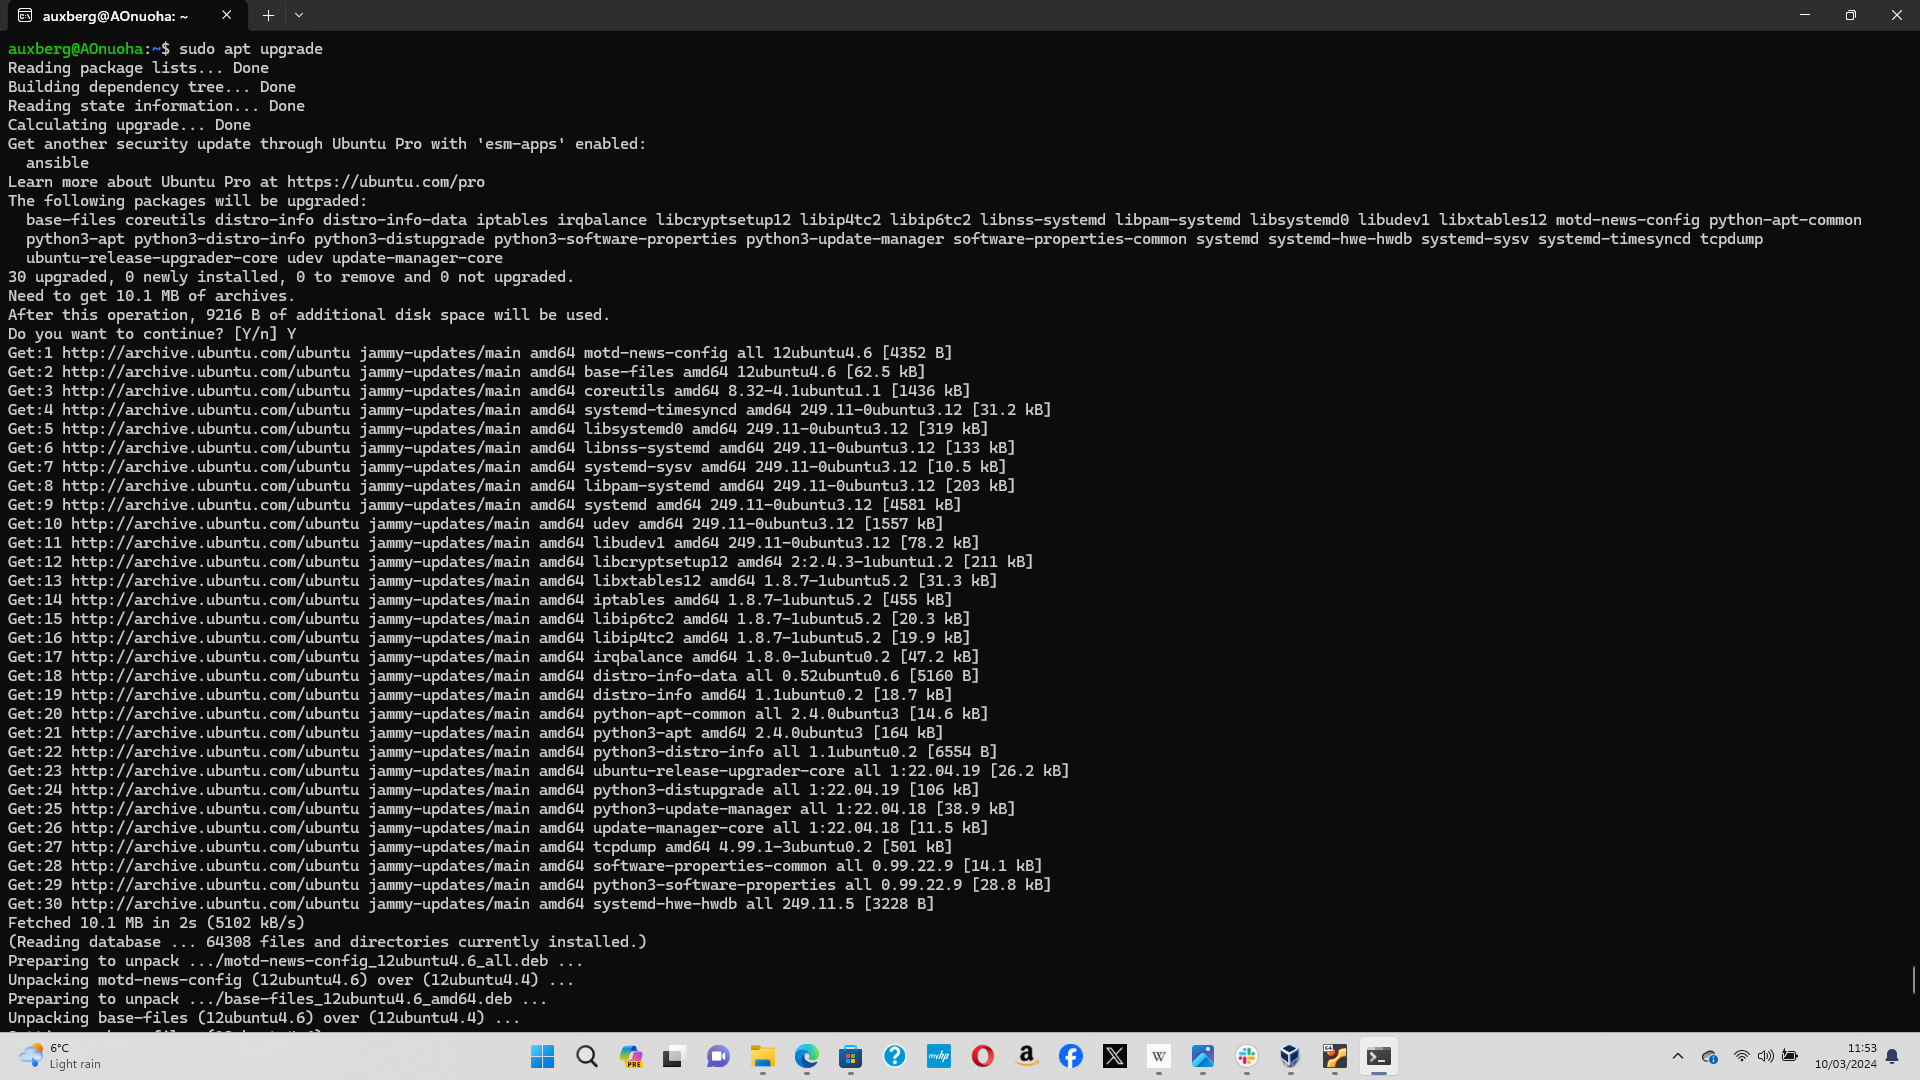 auxberg@AOnuoha: ~
auxberg@AOnuoha:~$ sudo apt upgrade
Reading package lists... Done
Building dependency tree... Done
Reading state information... Done
Calculating upgrade... Done
Get another security update through Ubuntu Pro with 'esm-apps' enabled:
  ansible
Learn more about Ubuntu Pro at https://ubuntu.com/pro
The following packages will be upgraded:
  base-files coreutils distro-info distro-info-data iptables irqbalance libcryptsetup12 libip4tc2 libip6tc2 libnss-systemd libpam-systemd libsystemd0 libudev1 libxtables12 motd-news-config python-apt-common
  python3-apt python3-distro-info python3-distupgrade python3-software-properties python3-update-manager software-properties-common systemd systemd-hwe-hwdb systemd-sysv systemd-timesyncd tcpdump
  ubuntu-release-upgrader-core udev update-manager-core
30 upgraded, 0 newly installed, 0 to remove and 0 not upgraded.
Need to get 10.1 MB of archives.
After this operation, 9216 B of additional disk space will be used.
Do you want to continue? [Y/n] Y
Get:1 http://archive.ubuntu.com/ubuntu jammy-updates/main amd64 motd-news-config all 12ubuntu4.6 [4352 B]
Get:2 http://archive.ubuntu.com/ubuntu jammy-updates/main amd64 base-files amd64 12ubuntu4.6 [62.5 kB]
Get:3 http://archive.ubuntu.com/ubuntu jammy-updates/main amd64 coreutils amd64 8.32-4.1ubuntu1.1 [1436 kB]
Get:4 http://archive.ubuntu.com/ubuntu jammy-updates/main amd64 systemd-timesyncd amd64 249.11-0ubuntu3.12 [31.2 kB]
Get:5 http://archive.ubuntu.com/ubuntu jammy-updates/main amd64 libsystemd0 amd64 249.11-0ubuntu3.12 [319 kB]
Get:6 http://archive.ubuntu.com/ubuntu jammy-updates/main amd64 libnss-systemd amd64 249.11-0ubuntu3.12 [133 kB]
Get:7 http://archive.ubuntu.com/ubuntu jammy-updates/main amd64 systemd-sysv amd64 249.11-0ubuntu3.12 [10.5 kB]
Get:8 http://archive.ubuntu.com/ubuntu jammy-updates/main amd64 libpam-systemd amd64 249.11-0ubuntu3.12 [203 kB]
Get:9 http://archive.ubuntu.com/ubuntu jammy-updates/main amd64 systemd amd64 249.11-0ubuntu3.12 [4581 kB]
Get:10 http://archive.ubuntu.com/ubuntu jammy-updates/main amd64 udev amd64 249.11-0ubuntu3.12 [1557 kB]
Get:11 http://archive.ubuntu.com/ubuntu jammy-updates/main amd64 libudev1 amd64 249.11-0ubuntu3.12 [78.2 kB]
Get:12 http://archive.ubuntu.com/ubuntu jammy-updates/main amd64 libcryptsetup12 amd64 2:2.4.3-1ubuntu1.2 [211 kB]
Get:13 http://archive.ubuntu.com/ubuntu jammy-updates/main amd64 libxtables12 amd64 1.8.7-1ubuntu5.2 [31.3 kB]
Get:14 http://archive.ubuntu.com/ubuntu jammy-updates/main amd64 iptables amd64 1.8.7-1ubuntu5.2 [455 kB]
Get:15 http://archive.ubuntu.com/ubuntu jammy-updates/main amd64 libip6tc2 amd64 1.8.7-1ubuntu5.2 [20.3 kB]
Get:16 http://archive.ubuntu.com/ubuntu jammy-updates/main amd64 libip4tc2 amd64 1.8.7-1ubuntu5.2 [19.9 kB]
Get:17 http://archive.ubuntu.com/ubuntu jammy-updates/main amd64 irqbalance amd64 1.8.0-1ubuntu0.2 [47.2 kB]
Get:18 http://archive.ubuntu.com/ubuntu jammy-updates/main amd64 distro-info-data all 0.52ubuntu0.6 [5160 B]
Get:19 http://archive.ubuntu.com/ubuntu jammy-updates/main amd64 distro-info amd64 1.1ubuntu0.2 [18.7 kB]
Get:20 http://archive.ubuntu.com/ubuntu jammy-updates/main amd64 python-apt-common all 2.4.0ubuntu3 [14.6 kB]
Get:21 http://archive.ubuntu.com/ubuntu jammy-updates/main amd64 python3-apt amd64 2.4.0ubuntu3 [164 kB]
Get:22 http://archive.ubuntu.com/ubuntu jammy-updates/main amd64 python3-distro-info all 1.1ubuntu0.2 [6554 B]
Get:23 http://archive.ubuntu.com/ubuntu jammy-updates/main amd64 ubuntu-release-upgrader-core all 1:22.04.19 [26.2 kB]
Get:24 http://archive.ubuntu.com/ubuntu jammy-updates/main amd64 python3-distupgrade all 1:22.04.19 [106 kB]
Get:25 http://archive.ubuntu.com/ubuntu jammy-updates/main amd64 python3-update-manager all 1:22.04.18 [38.9 kB]
Get:26 http://archive.ubuntu.com/ubuntu jammy-updates/main amd64 update-manager-core all 1:22.04.18 [11.5 kB]
Get:27 http://archive.ubuntu.com/ubuntu jammy-updates/main amd64 tcpdump amd64 4.99.1-3ubuntu0.2 [501 kB]
Get:28 http://archive.ubuntu.com/ubuntu jammy-updates/main amd64 software-properties-common all 0.99.22.9 [14.1 kB]
Get:29 http://archive.ubuntu.com/ubuntu jammy-updates/main amd64 python3-software-properties all 0.99.22.9 [28.8 kB]
Get:30 http://archive.ubuntu.com/ubuntu jammy-updates/main amd64 systemd-hwe-hwdb all 249.11.5 [3228 B]
Fetched 10.1 MB in 2s (5102 kB/s)
(Reading database ... 64308 files and directories currently installed.)
Preparing to unpack .../motd-news-config_12ubuntu4.6_all.deb ...
Unpacking motd-news-config (12ubuntu4.6) over (12ubuntu4.4) ...
Preparing to unpack .../base-files_12ubuntu4.6_amd64.deb ...
Unpacking base-files (12ubuntu4.6) over (12ubuntu4.4) ...
6°C
Light rain
PRE
myhp
W
64
11:53
10/03/2024